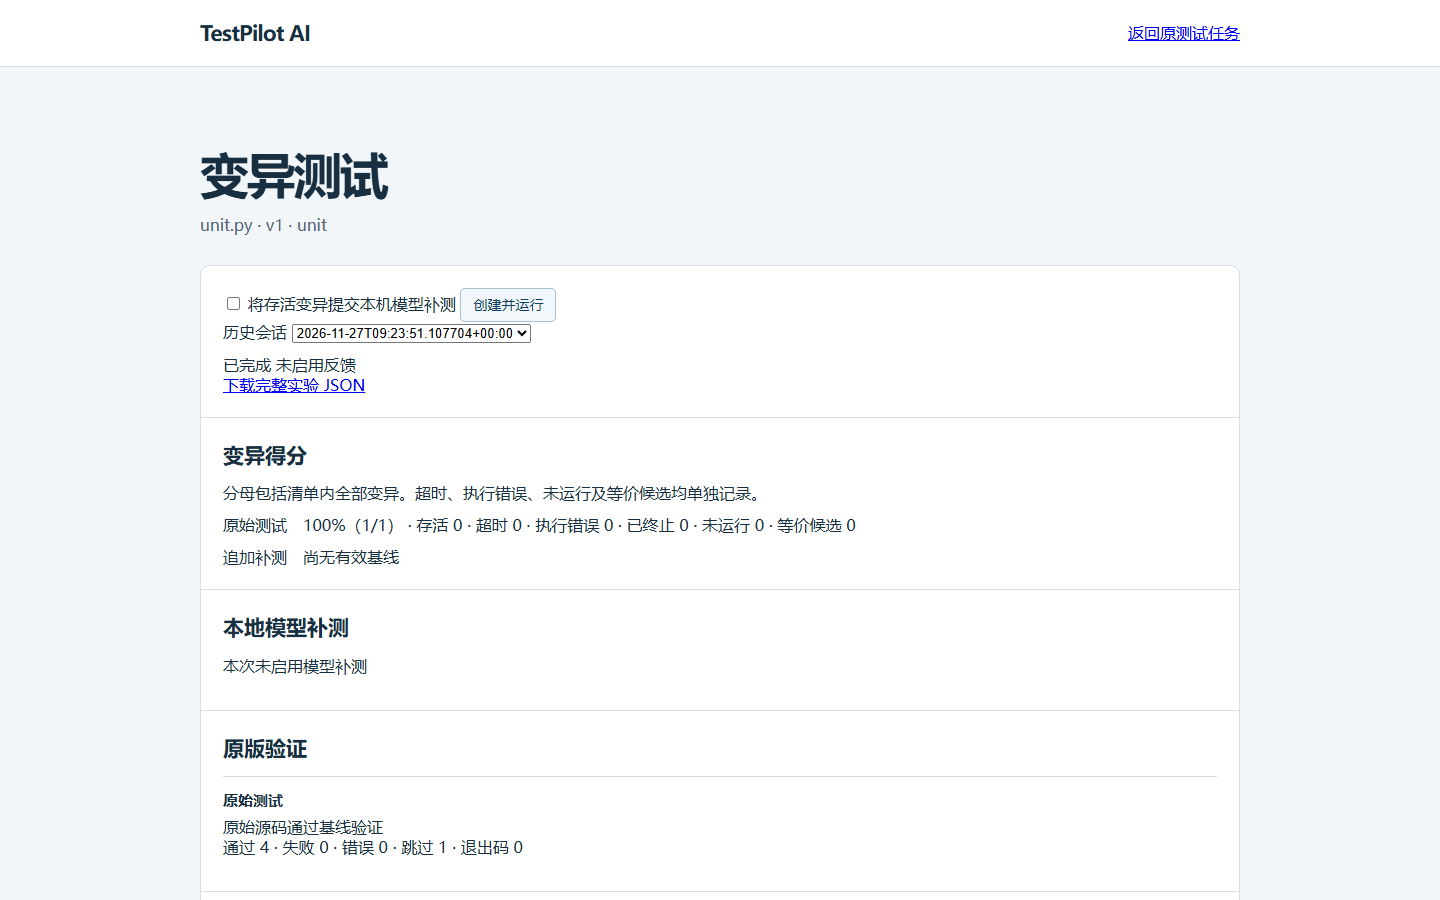 TestPilot AI
返回原测试任务
变异测试
unit.py · v1 · unit
将存活变异提交本机模型补测 创建并运行
历史会话 2026-11-27T09:23:51.107704+00:00
已完成 未启用反馈
下载完整实验 JSON
变异得分
分母包括清单内全部变异。超时、执行错误、未运行及等价候选均单独记录。
原始测试 100%（1/1） · 存活 0 · 超时 0 · 执行错误 0 · 已终止 0 · 未运行 0 · 等价候选 0
追加补测 尚无有效基线
本地模型补测
本次未启用模型补测
原版验证
原始测试
原始源码通过基线验证
通过 4 · 失败 0 · 错误 0 · 跳过 1 · 退出码 0